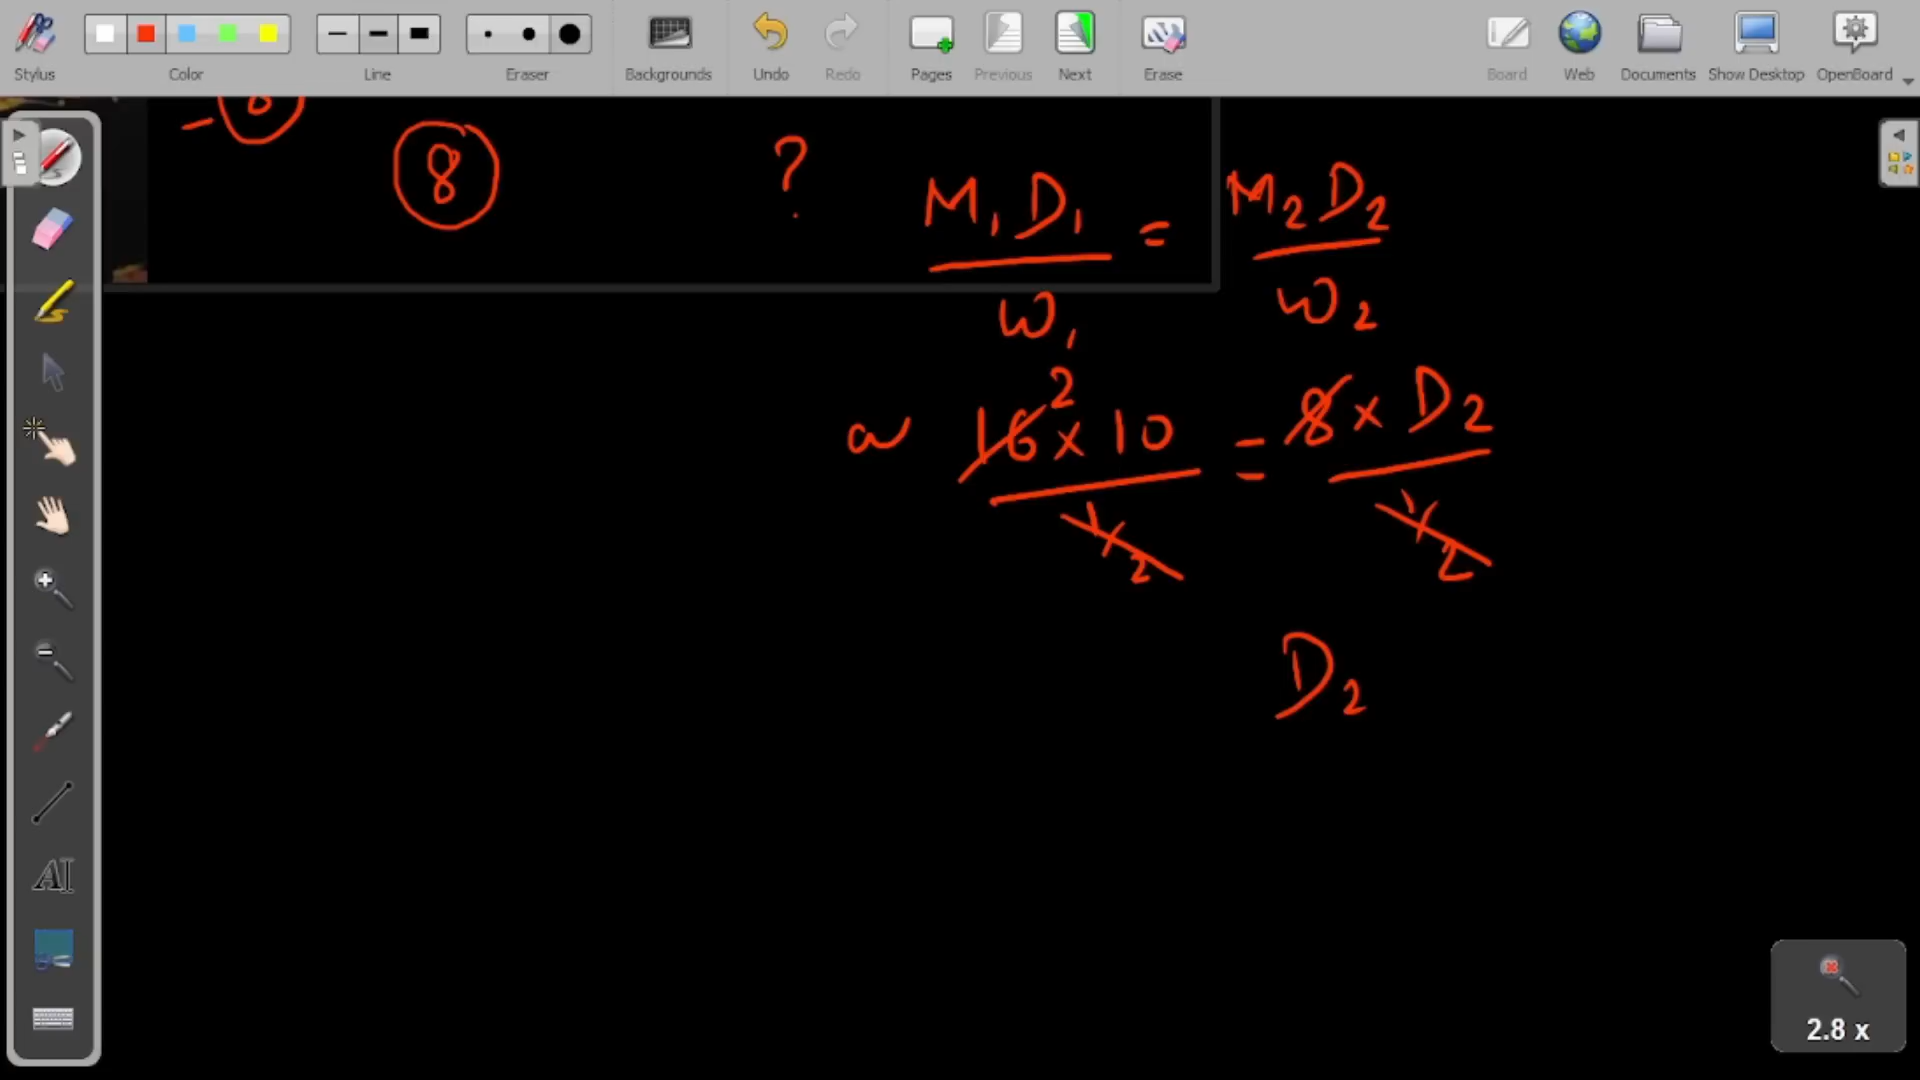 Stylus Color Line Eraser Backgrounds Undo Redo Pages Previous Next Erase Board Web Documents Show Desktop OpenBoard
8
?
M₁D₁/W₁ = M₂D₂/W₂
2
16 x 10 / 1/2 = 8 x D₂ / 1/2
D₂
AI
2.8 x